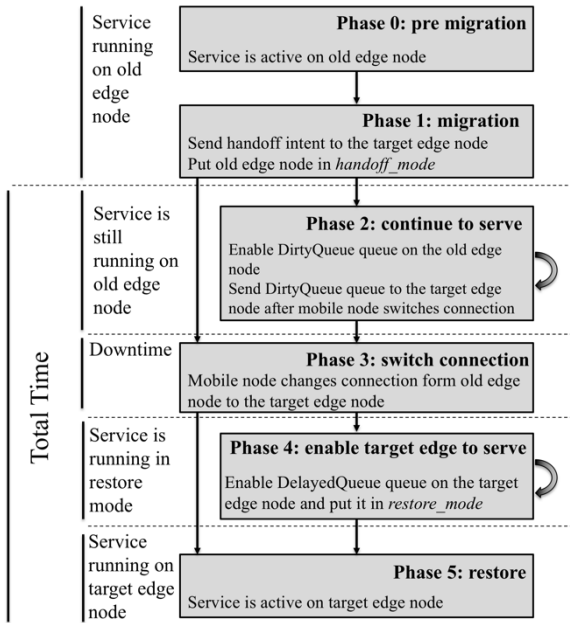 Service
running
on old
edge
node
Phase 0: pre migration
Service is active on old edge node
Phase 1: migration
Send handoff intent to the target edge node
Put old edge node in handoff_mode
Total Time
Service is
still
running on
old edge
node
Phase 2: continue to serve
Enable DirtyQueue queue on the old edge
node
Send DirtyQueue queue to the target edge
node after mobile node switches connection
Downtime
Phase 3: switch connection
Mobile node changes connection form old edge
node to the target edge node
Service is
running in
restore
mode
Phase 4: enable target edge to serve
Enable DelayedQueue queue on the target
edge node and put it in restore_mode
Service
running on
target edge
node
Phase 5: restore
Service is active on target edge node